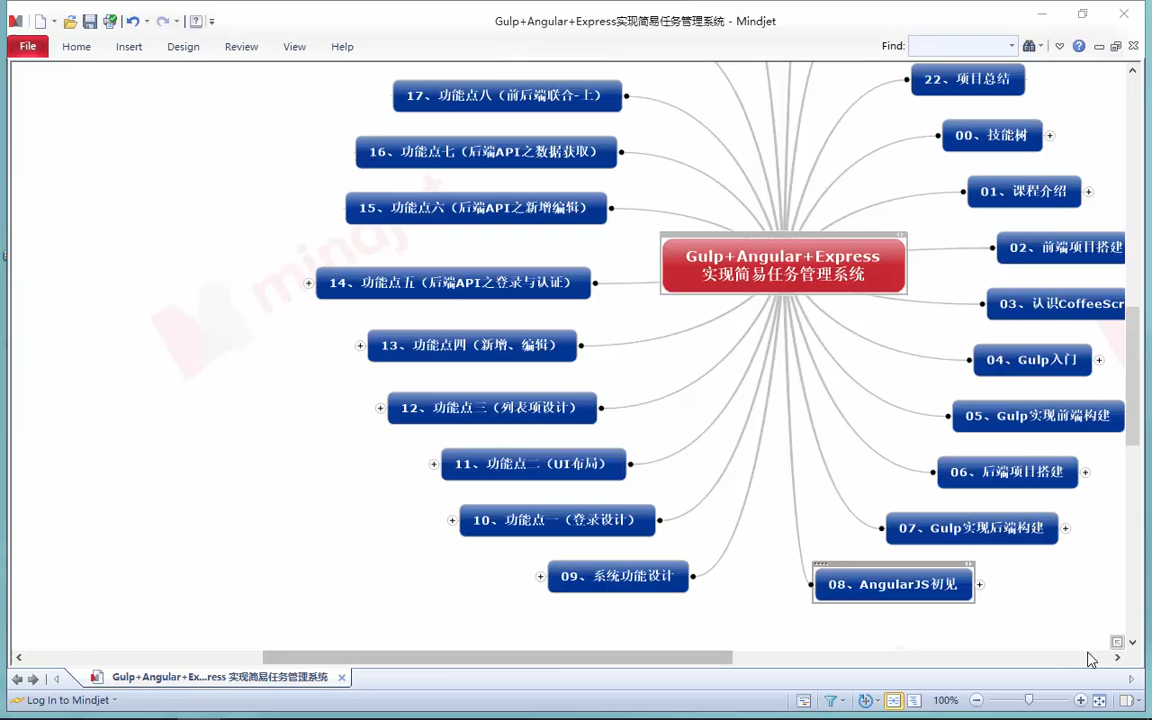 Gulp+Angular+Express实现简易任务管理系统 - Mindjet
File Home Insert Design Review View Help Find:
17、功能点八（前后端联合-上）
16、功能点七（后端API之数据获取）
15、功能点六（后端API之新增编辑）
14、功能点五（后端API之登录与认证）
13、功能点四（新增、编辑）
12、功能点三（列表项设计）
11、功能点二（UI布局）
10、功能点一（登录设计）
09、系统功能设计
Gulp+Angular+Express
实现简易任务管理系统
22、项目总结
00、技能树
01、课程介绍
02、前端项目搭建
03、认识CoffeeScr
04、Gulp入门
05、Gulp实现前端构建
06、后端项目搭建
07、Gulp实现后端构建
08、AngularJS初见
mindjet
Gulp+Angular+Ex...ress 实现简易任务管理系统
Log In to Mindjet
100%